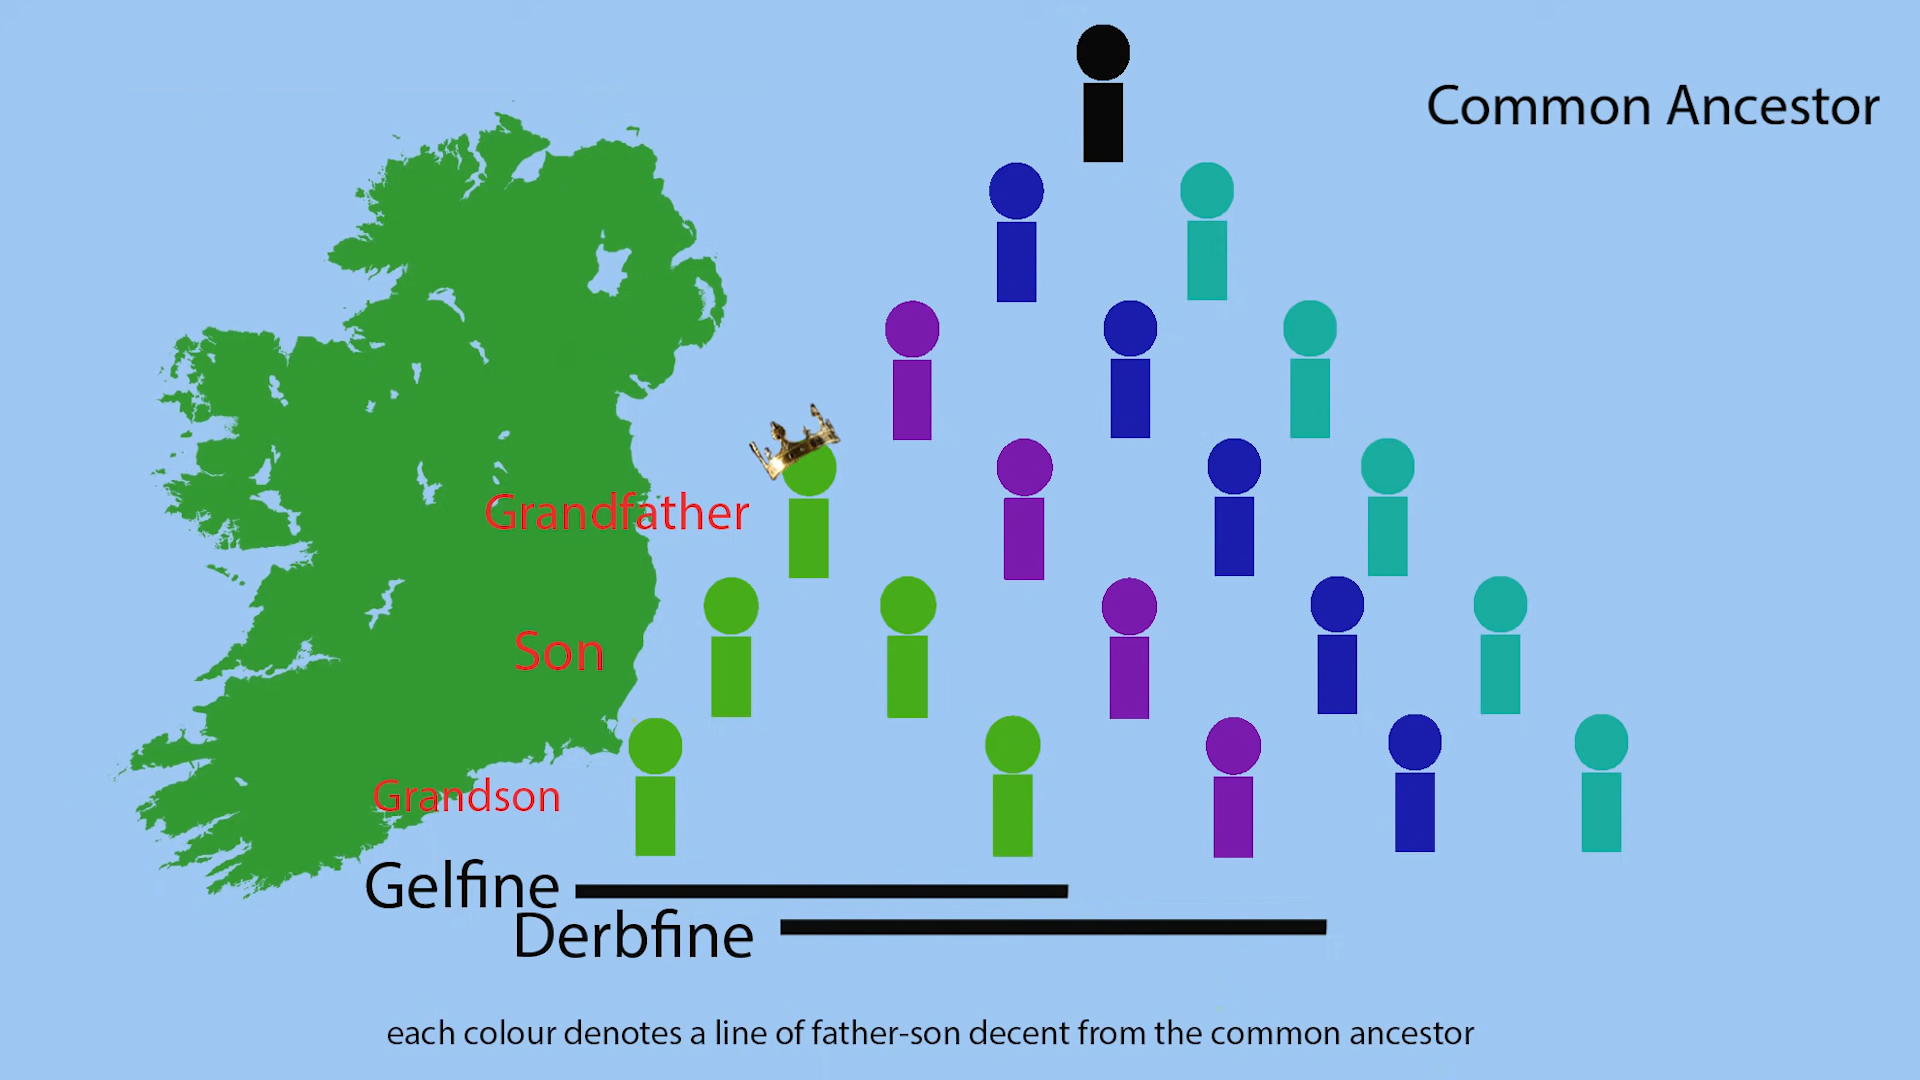 Common Ancestor
Grandfather
Son
Grandson
Gelfine
Derbfine
each colour denotes a line of father-son decent from the common ancestor